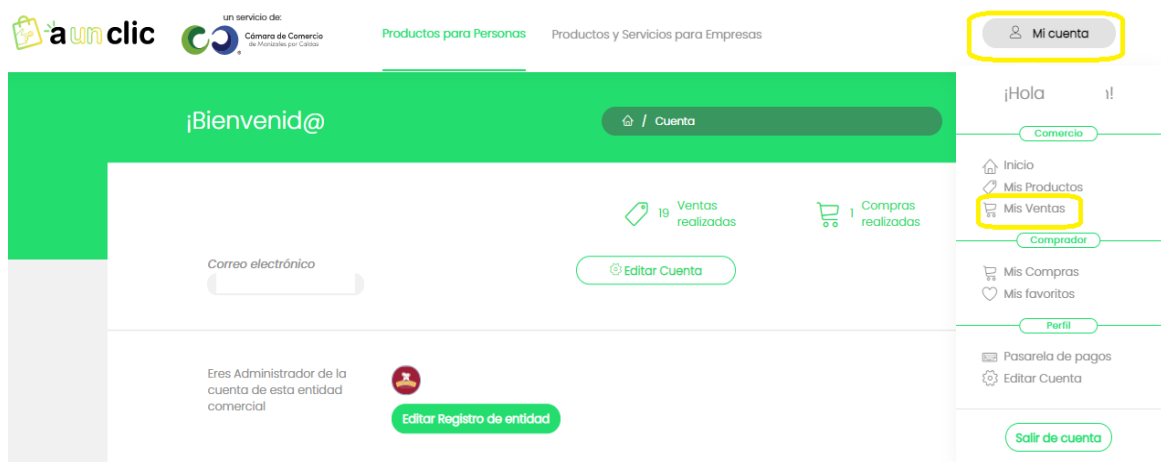 a un clic
un servicio de:
Cámara de Comercio
de Manizales por Caldas
Productos para Personas
Productos y Servicios para Empresas
Mi cuenta
¡Bienvenid@
/ Cuenta
¡Hola !
Comercio
Inicio
Mis Productos
Mis Ventas
19 Ventas
realizadas
1 Compras
realizadas
Comprador
Correo electrónico
Editar Cuenta
Mis Compras
Mis favoritos
Perfil
Pasarela de pagos
Editar Cuenta
Eres Administrador de la
cuenta de esta entidad
comercial
Editar Registro de entidad
Salir de cuenta